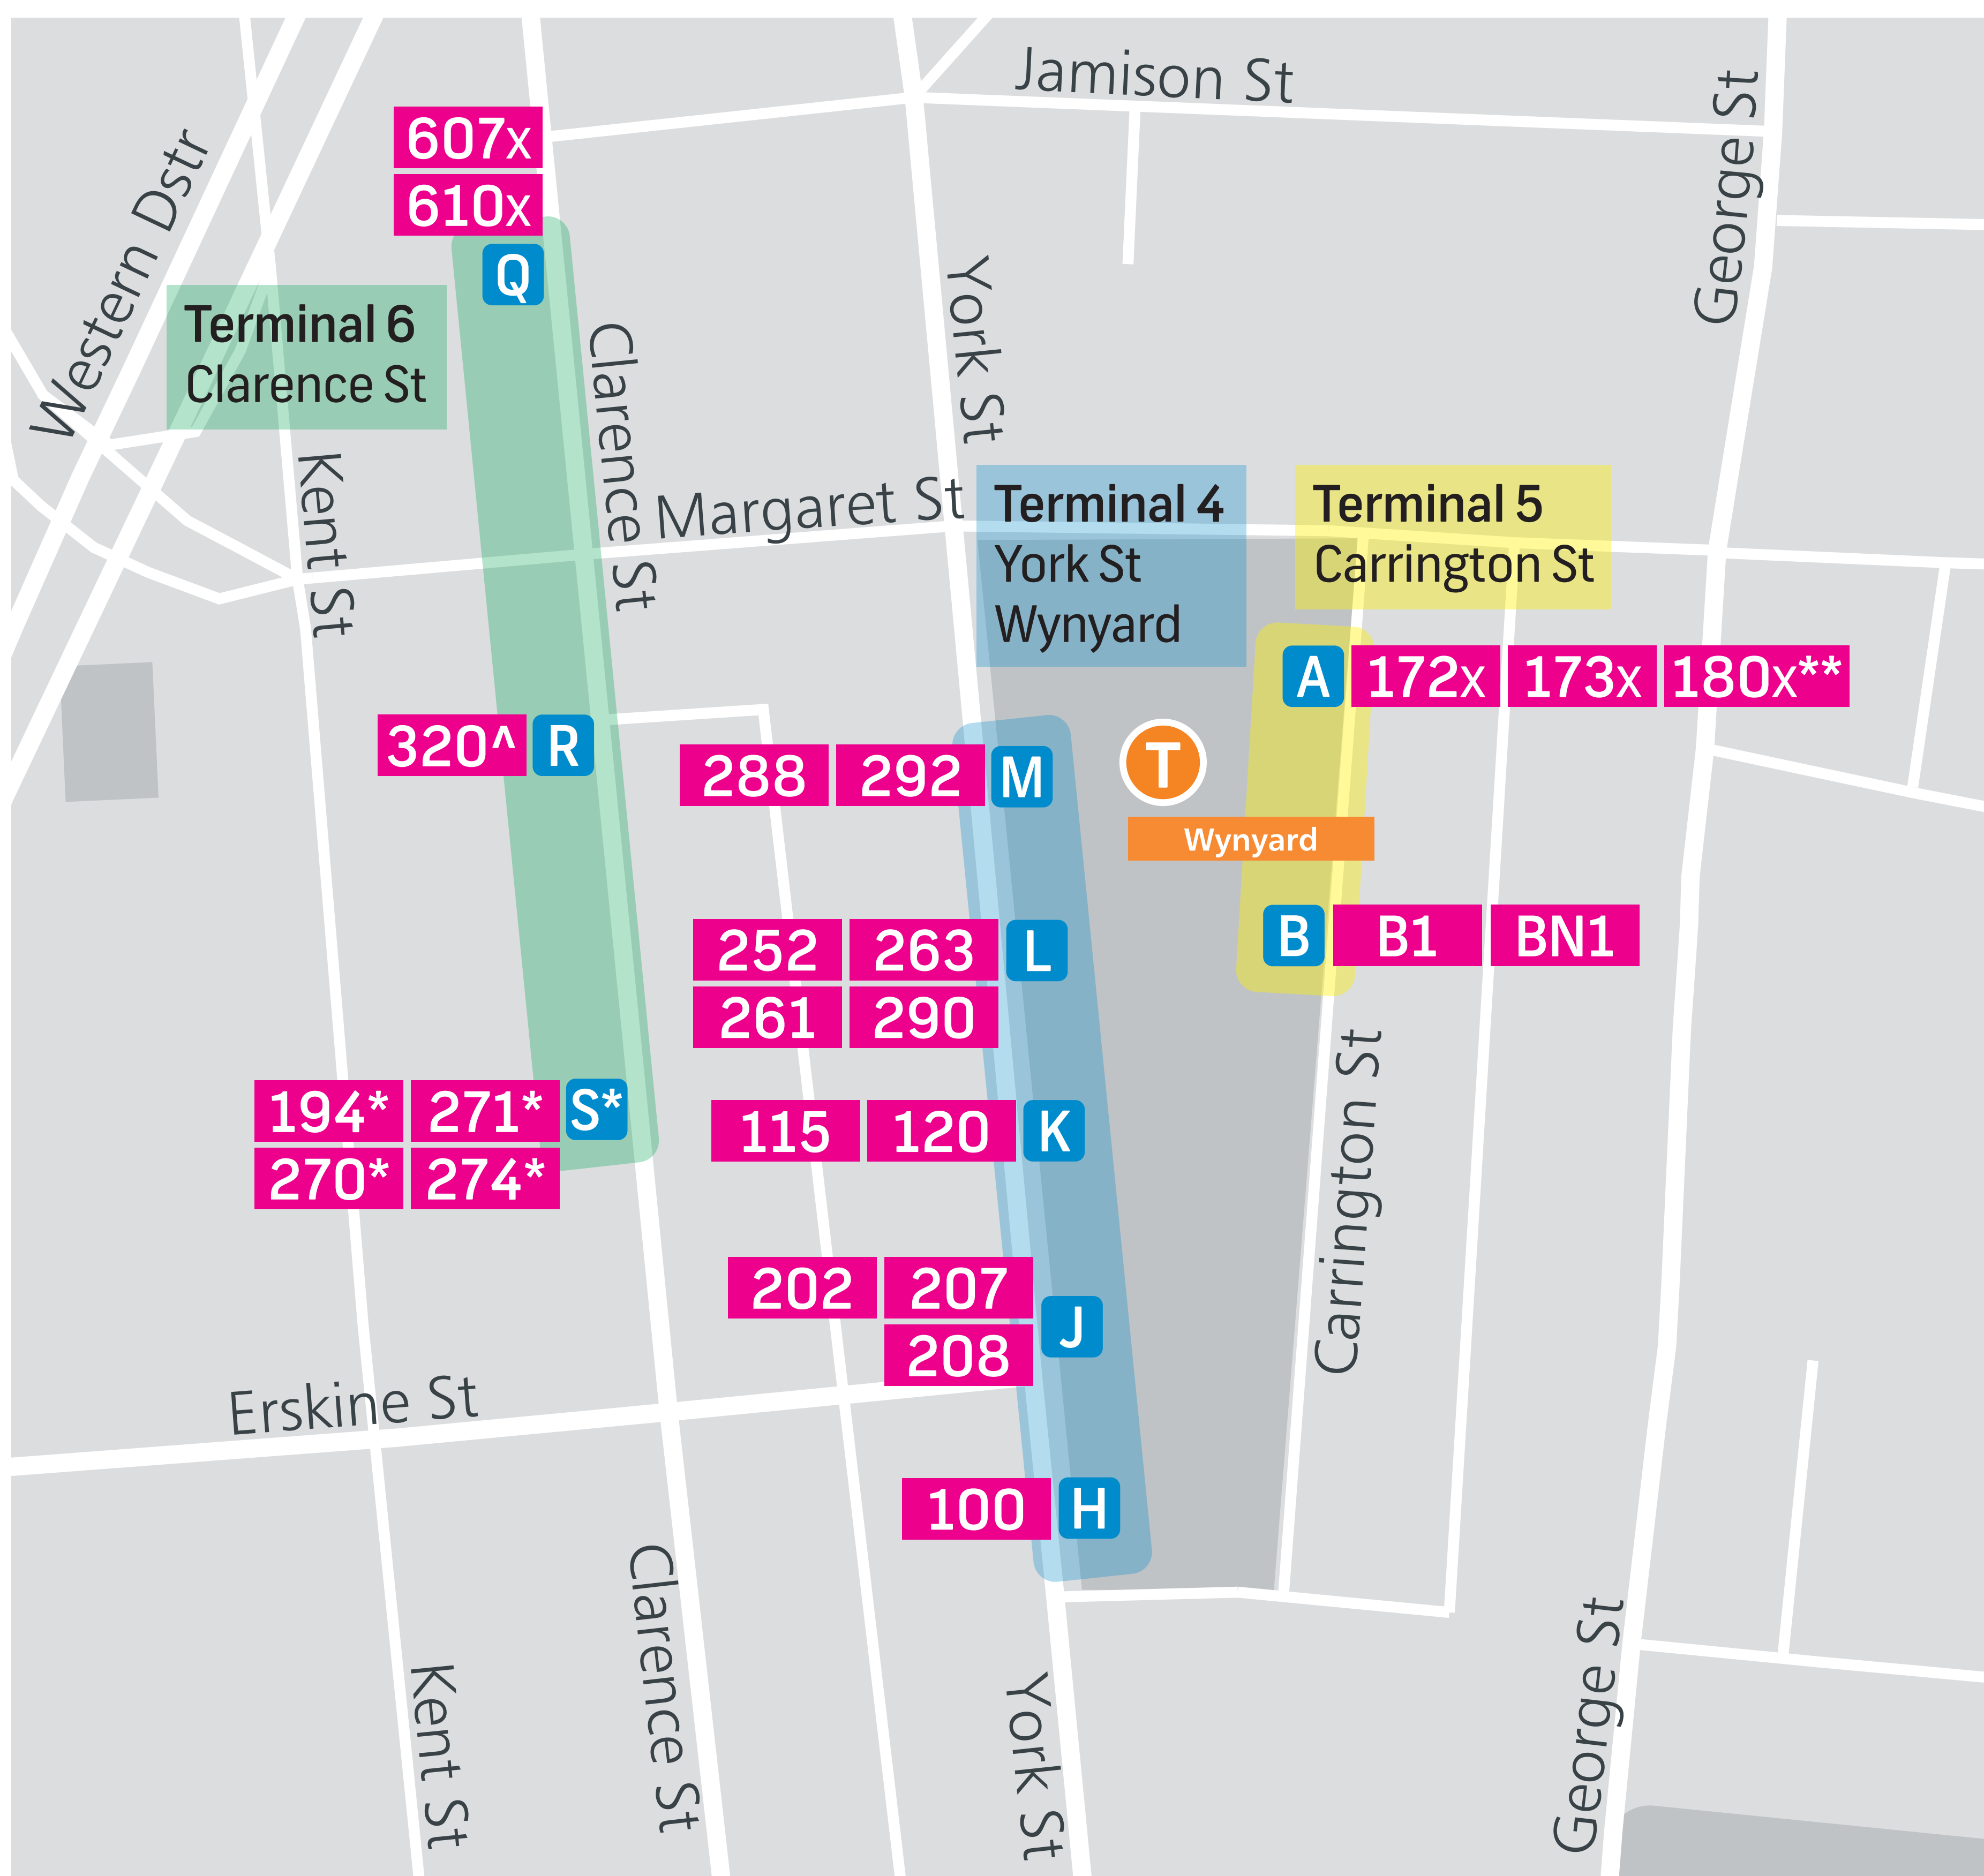 Jamison St
George St
Western Dstr
607x
610x
Q
Terminal 6
Clarence St
Clarence St
York St
Kent St
Margaret St
Terminal 4
York St
Wynyard
Terminal 5
Carrington St
A 172x 173x 180x**
320^ R
288 292 M
T
Wynyard
252 263 L
261 290
B B1 BN1
194* 271* S*
270* 274*
115 120 K
Carrington St
202 207
208
J
Erskine St
100 H
Kent St
Clarence St
York St
George St